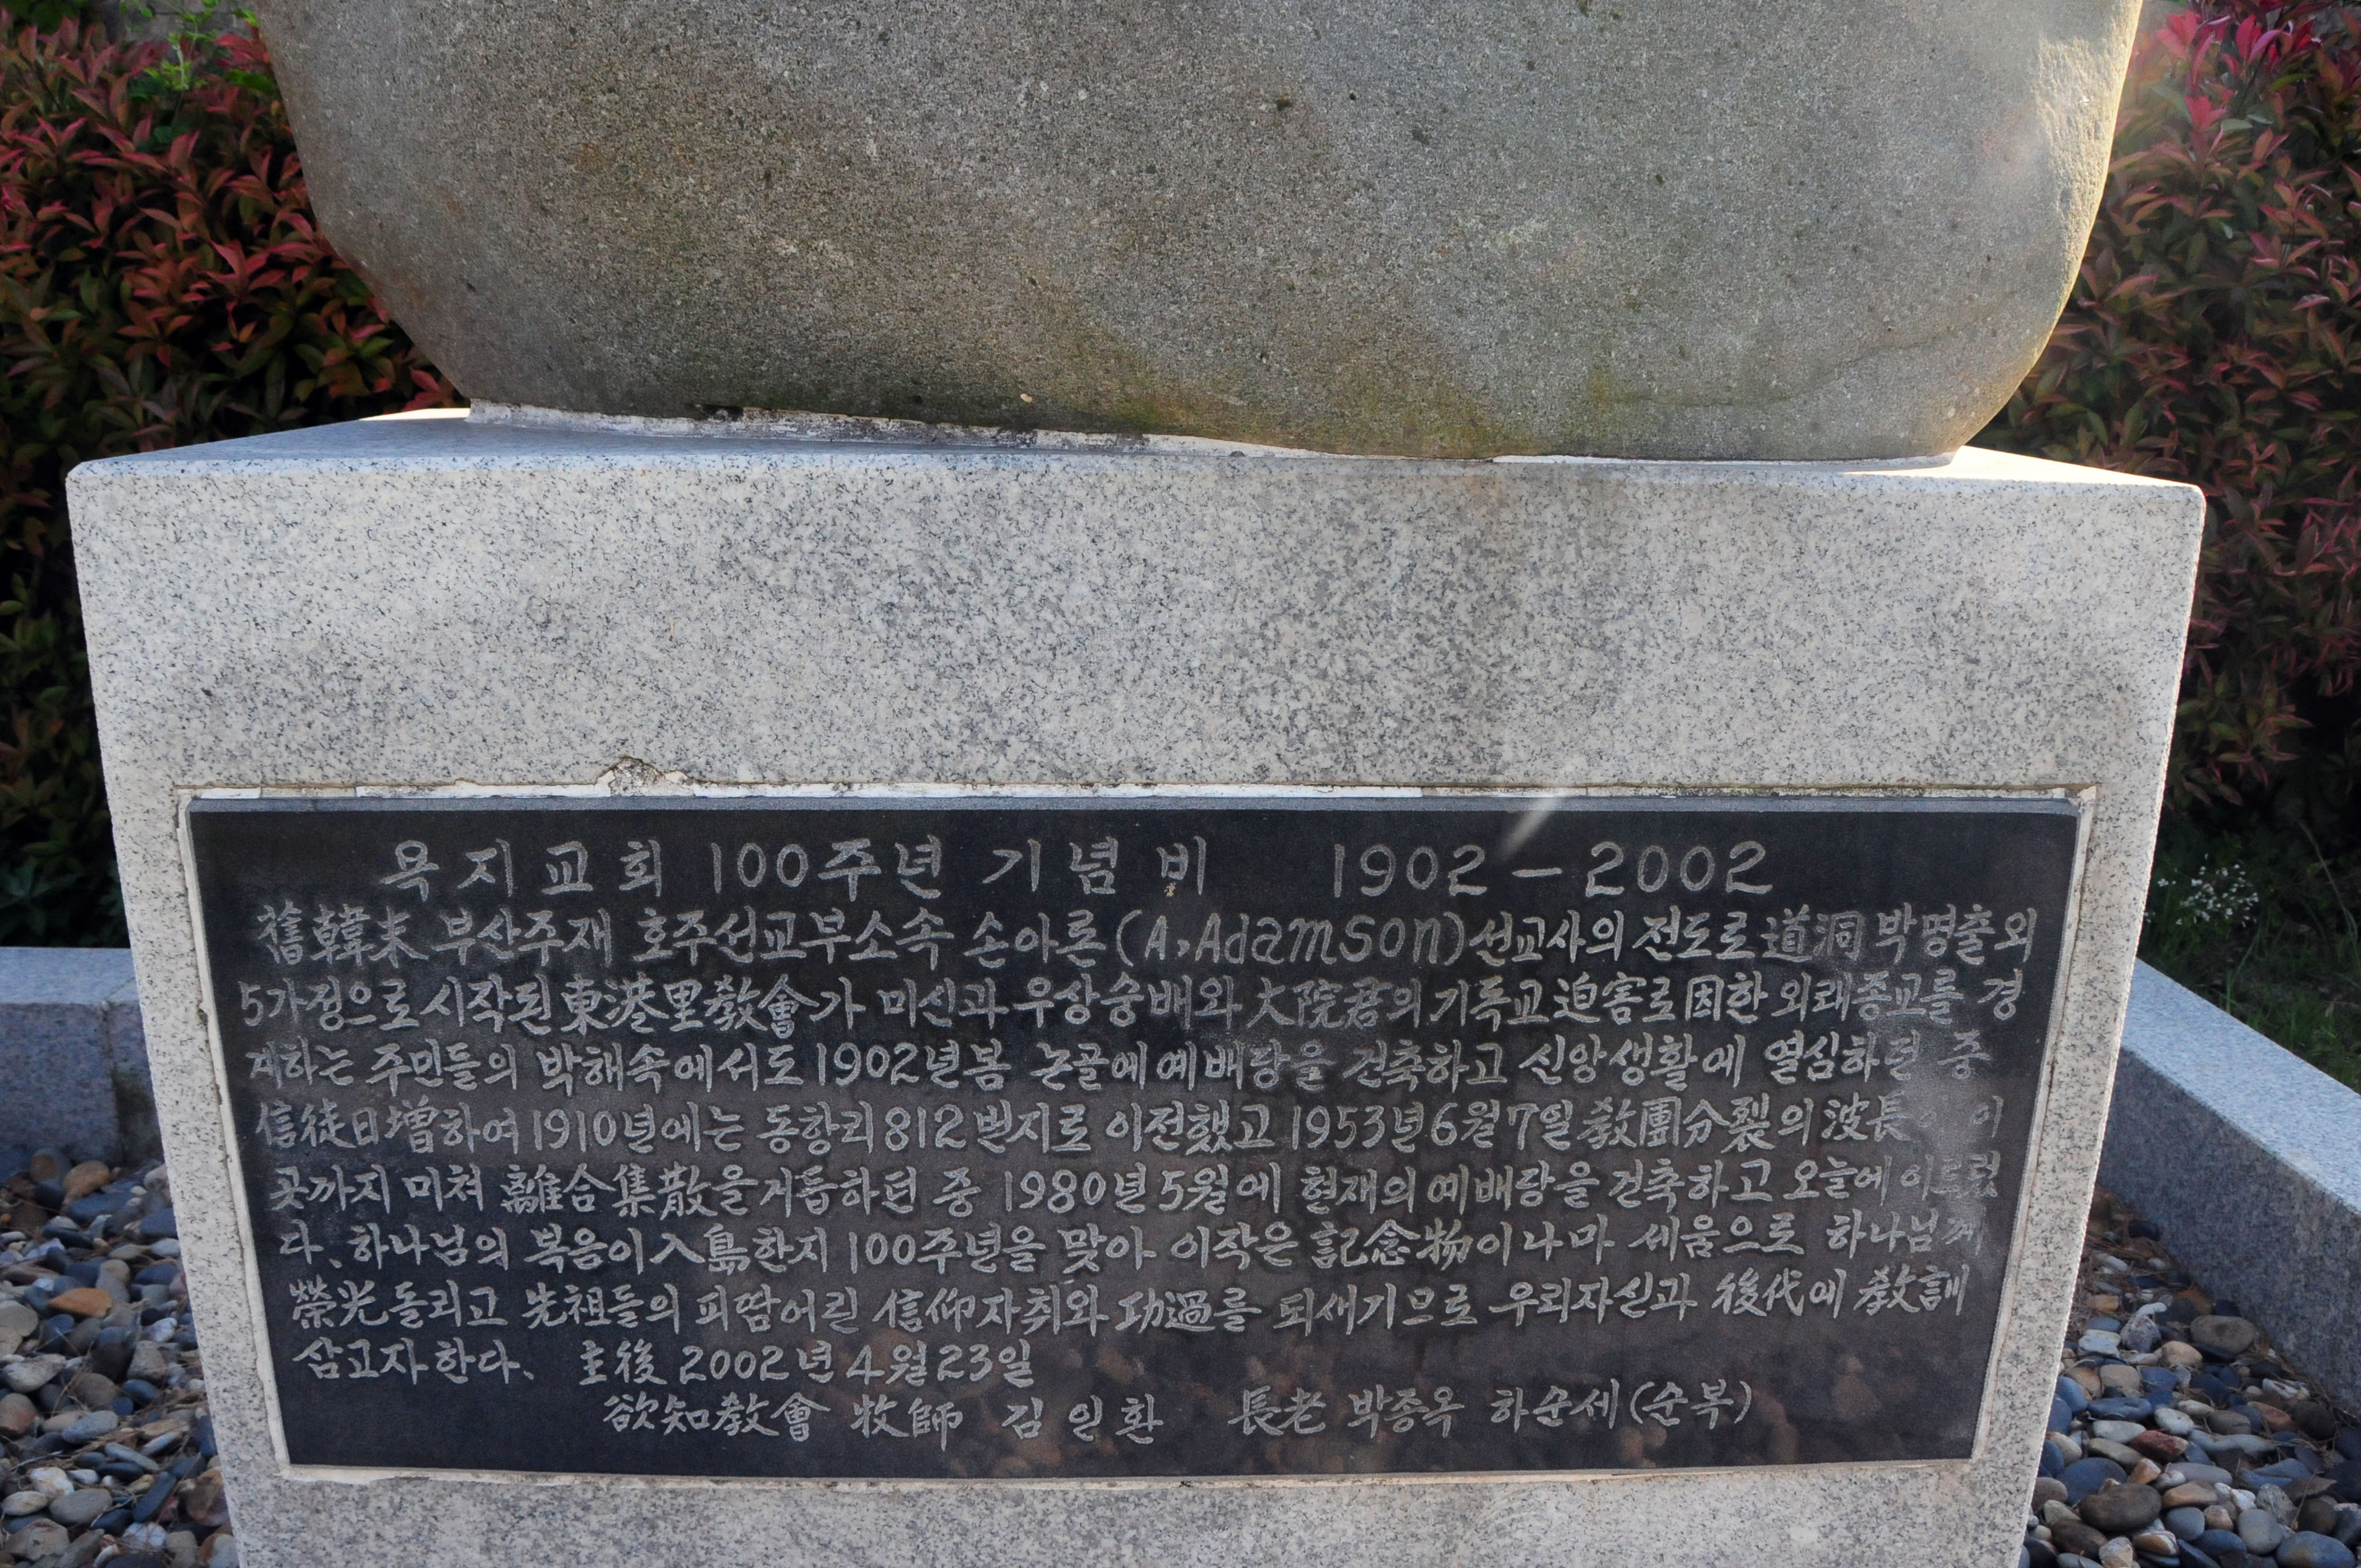 욕지교회 100주년 기념비 1902-2002
舊韓末 부산주재 호주선교부소속 손아론(A,Adamson)선교사의 전도로 道洞 박명출외
5가정으로 시작된 東港里敎會가 미신과 우상숭배와 大院君의 기독교 迫害로 因한 외래종교를 경
계하는 주민들의 박해속에서도 1902년봄 논골에 예배당을 건축하고 신앙생활에 열심하던 중
信徒日增하여 1910년에는 동항리812번지로 이전했고 1953년6월7일 敎團分裂의 波長 이
곳까지 미쳐 離合集散을 거듭하던 중 1980년5월에 현재의 예배당을 건축하고 오늘에 이르렀
다、하나님의 복음이 入島한지 100주년을 맞아 이작은 記念物이나마 세움으로 하나님께
榮光돌리고 先祖들의 피땀어린 信仰자취와 功過를 되새기므로 우리자신과 後代에 敎訓
삼고자한다、 主後 2002년4월23일
欲知敎會 牧師 김일환 長老 박종옥 하순세(순복)